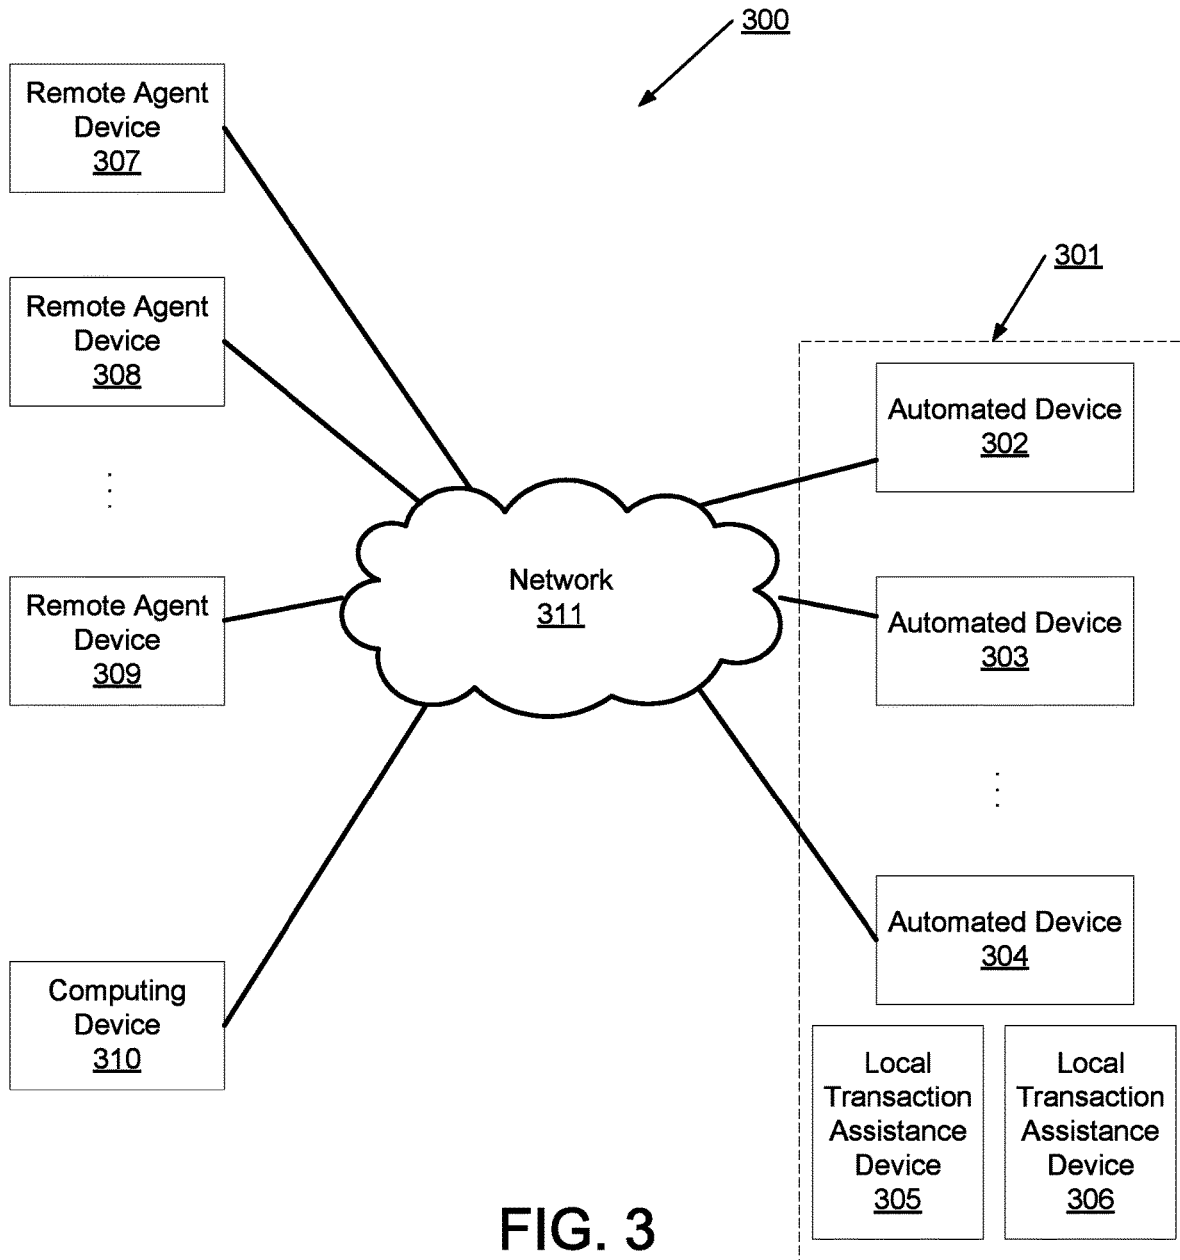 300
Remote Agent
Device
307
301
Remote Agent
Device
308
Automated Device
302
Network
311
Remote Agent
Device
309
Automated Device
303
Automated Device
304
Computing
Device
310
Local
Transaction
Assistance
Device
305
Local
Transaction
Assistance
Device
306
FIG. 3